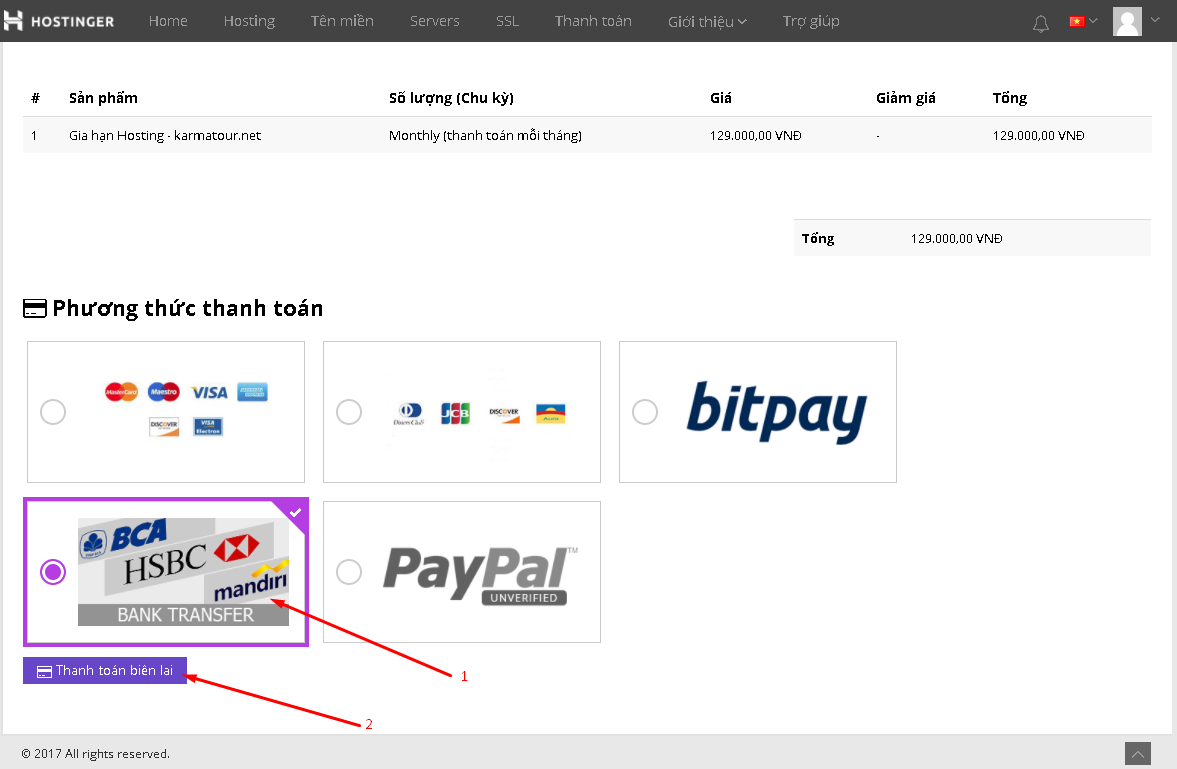 HOSTINGER Home Hosting Tên miền Servers SSL Thanh toán Giới thiệu Trợ giúp
# Sản phẩm Số lượng (Chu kỳ) Giá Giảm giá Tổng
1 Gia hạn Hosting - karmatour.net Monthly (thanh toán mỗi tháng) 129.000,00 VNĐ - 129.000,00 VNĐ
Tổng 129.000,00 VNĐ
Phương thức thanh toán
MasterCard Maestro VISA
DISCOVER VISA Electron
Diners Club JCB DISCOVER
bitpay
BCA
HSBC
mandiri
BANK TRANSFER
PayPal™
UNVERIFIED
Thanh toán biên lai
1
2
© 2017 All rights reserved.